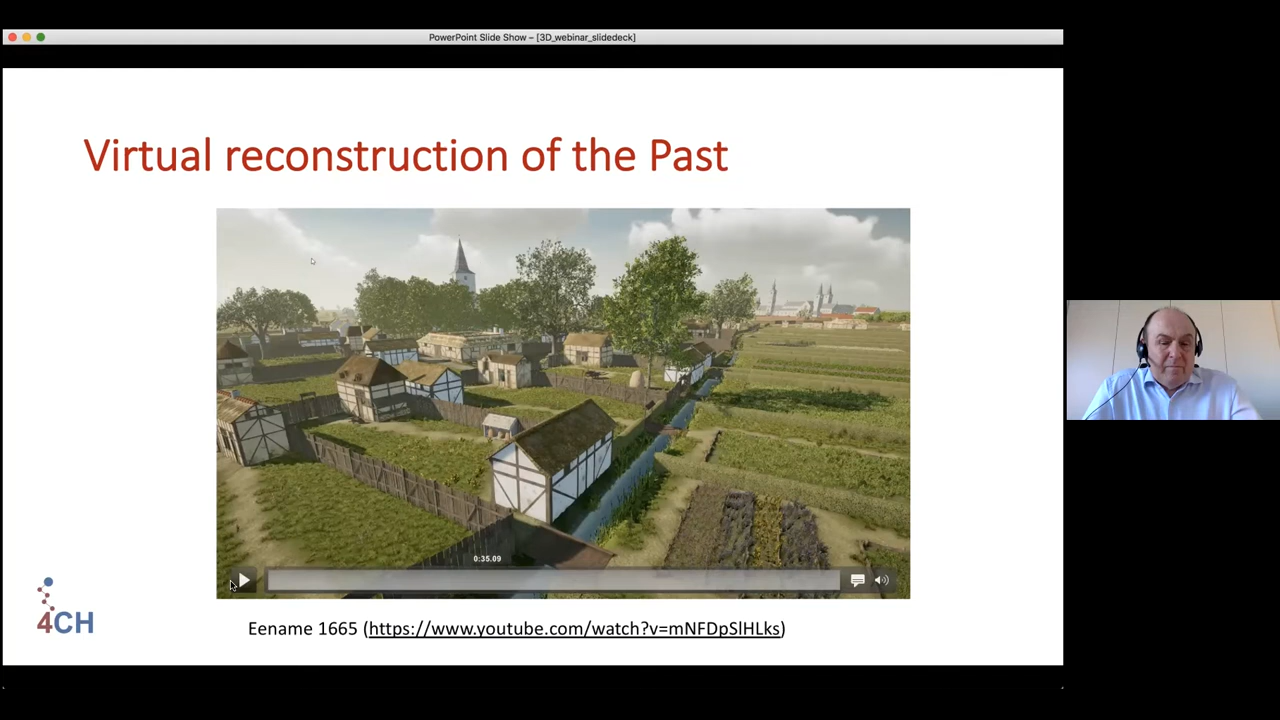 PowerPoint Slide Show – [3D_webinar_slidedeck]
Virtual reconstruction of the Past
0:35.09
4CH
Eename 1665 (https://www.youtube.com/watch?v=mNFDpSlHLks)